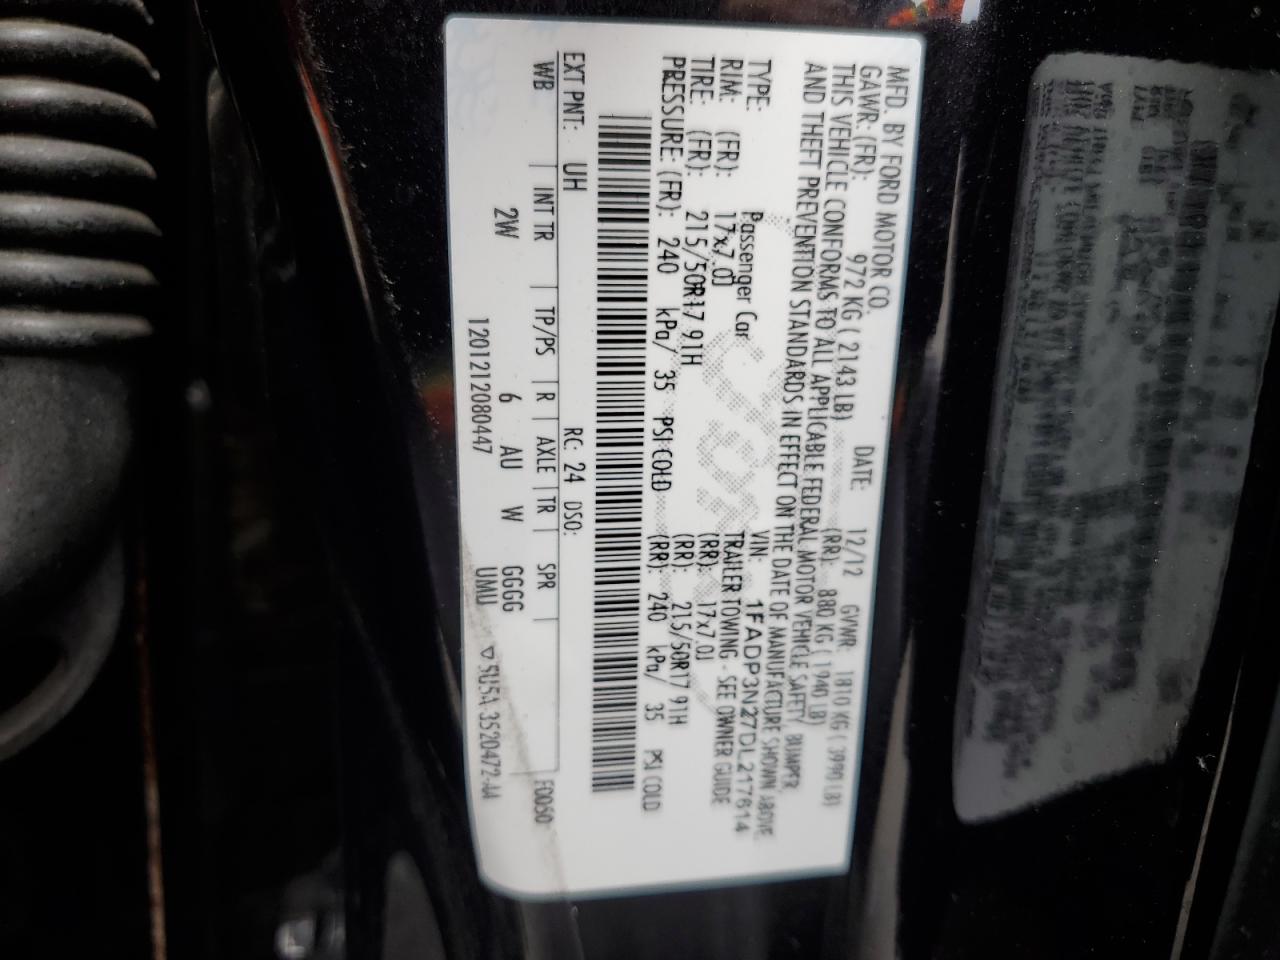 MFD. BY FORD MOTOR CO.
DATE: 12/12 GVWR: 1810 KG ( 3990 LB)
GAWR: (FR): 972 KG ( 2143 LB) (RR): 880 KG ( 1940 LB)
THIS VEHICLE CONFORMS TO ALL APPLICABLE FEDERAL MOTOR VEHICLE SAFETY, BUMPER,
AND THEFT PREVENTION STANDARDS IN EFFECT ON THE DATE OF MANUFACTURE SHOWN ABOVE.
VIN: 1FADP3N27DL217614
TYPE: Passenger Car TRAILER TOWING - SEE OWNER GUIDE
RIM: (FR): 17x7.0J (RR): 17x7.0J
TIRE: (FR): 215/50R17 91H (RR): 215/50R17 91H
PRESSURE: (FR): 240 kPa/ 35 PSI COLD (RR): 240 kPa/ 35 PSI COLD
EXT PNT: UH RC: 24 DSO: F0050
WB INT TR TP/PS R AXLE TR SPR
2W 6 AU W GGGG
1201212080447 UMU 5U5A-3520472-AA